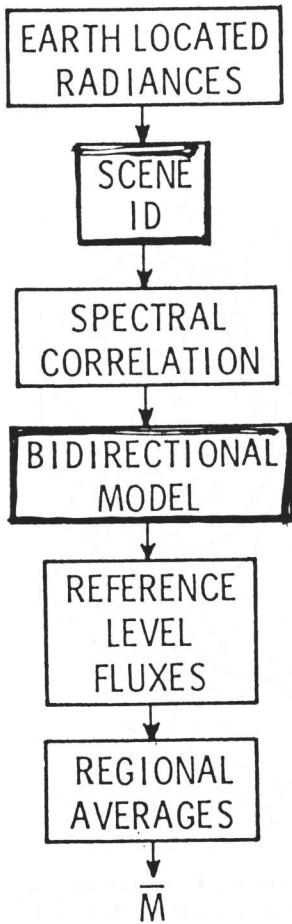 EARTH LOCATED
RADIANCES
SCENE
ID
SPECTRAL
CORRELATION
BIDIRECTIONAL
MODEL
REFERENCE
LEVEL
FLUXES
REGIONAL
AVERAGES
M̅